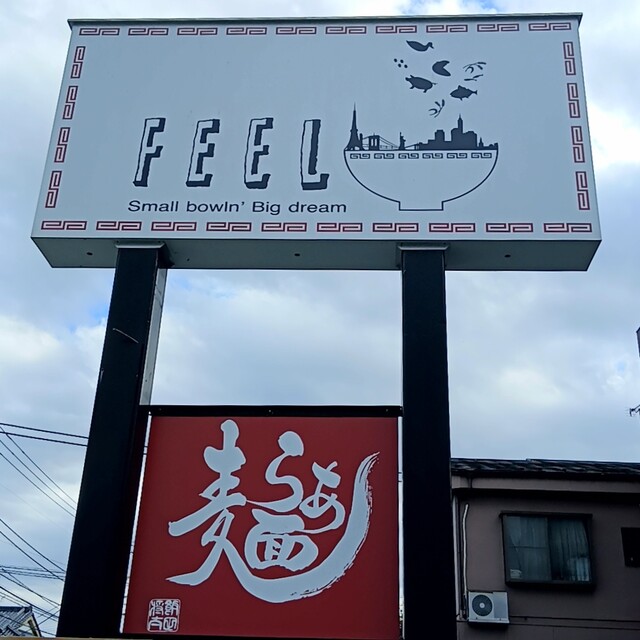 FEEL
Small bowln' Big dream
らぁ麺